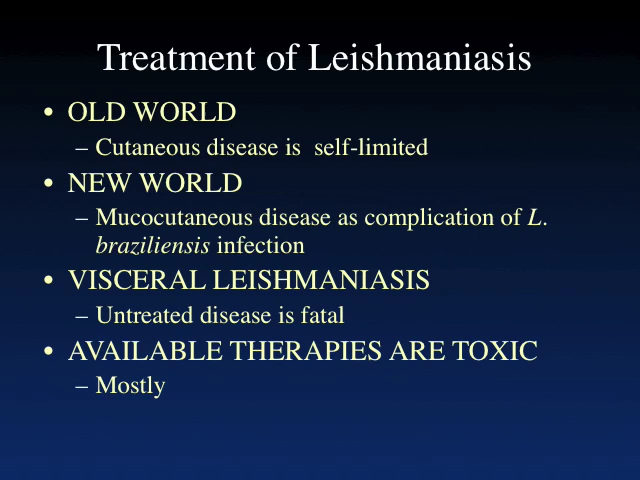 Treatment of Leishmaniasis
• OLD WORLD
– Cutaneous disease is  self-limited
• NEW WORLD
– Mucocutaneous disease as complication of L.
braziliensis infection
• VISCERAL LEISHMANIASIS
– Untreated disease is fatal
• AVAILABLE THERAPIES ARE TOXIC
– Mostly